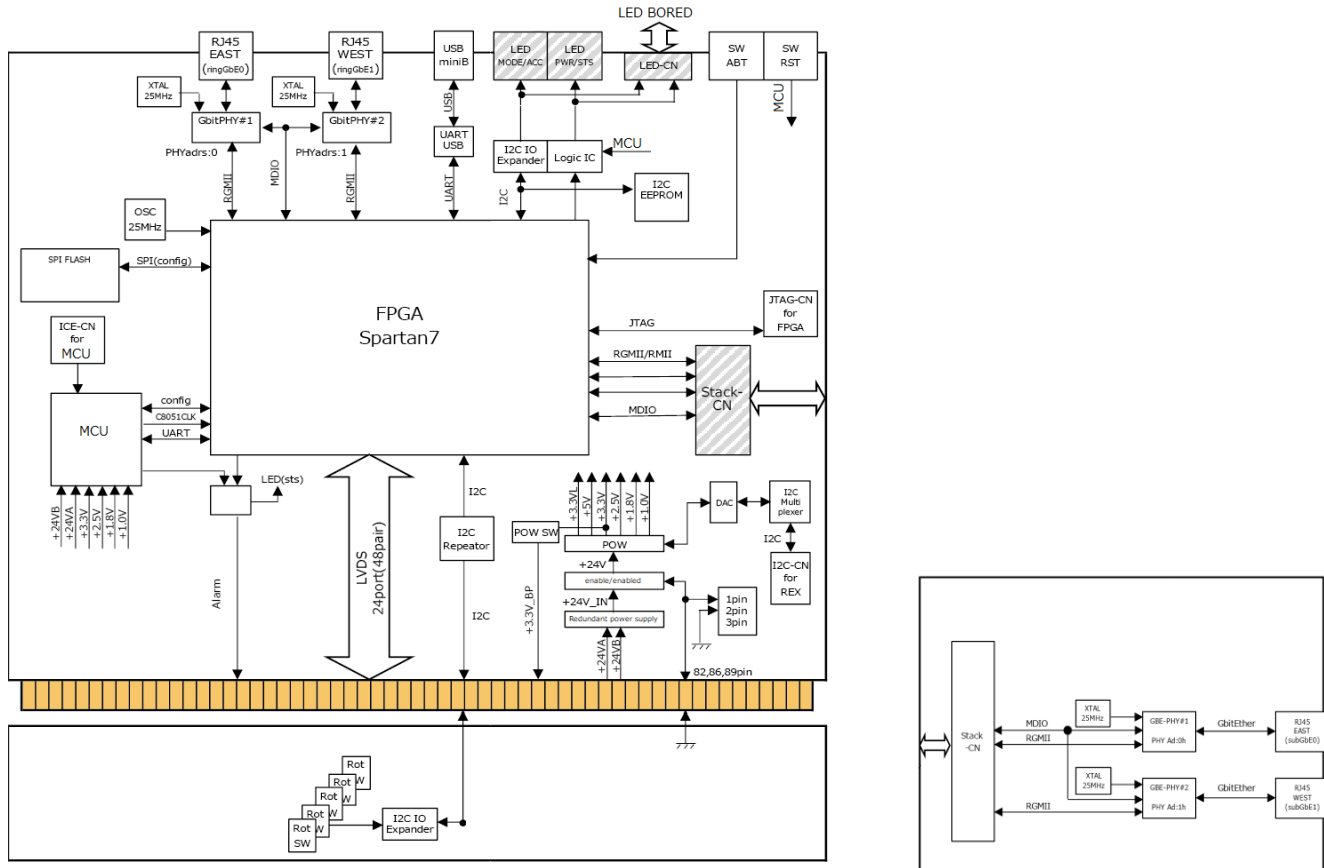 LED BORED
RJ45
EAST
(ringGbE0)
RJ45
WEST
(ringGbE1)
USB
miniB
LED
MODE/ACC
LED
PWR/STS
LED-CN
SW
ABT
SW
RST
XTAL
25MHz
XTAL
25MHz
GbitPHY#1
GbitPHY#2
PHYadrs:0
PHYadrs:1
RGMII
MDIO
RGMII
USB
UART
USB
UART
I2C IO
Expander
Logic IC
MCU
MCU
I2C
I2C
EEPROM
OSC
25MHz
SPI FLASH
SPI(config)
FPGA
Spartan7
JTAG
JTAG-CN
for
FPGA
ICE-CN
for
MCU
RGMII/RMII
MDIO
Stack-
CN
MCU
config
C8051CLK
UART
+24VB
+24VA
+3.3V
+2.5V
+1.8V
+1.0V
LED(sts)
Alarm
LVDS
24port(48pair)
I2C
I2C
Repeator
I2C
+3.3VL
+5V
+3.3V
+2.5V
+1.8V
+1.0V
POW SW
POW
+24V
enable/enabled
+24V_IN
Redundant power supply
+24VA
+24VB
+3.3V_BP
DAC
I2C
Multi
plexer
I2C
I2C-CN
for
REX
1pin
2pin
3pin
82,86,89pin
Rot
W
Rot
W
Rot
W
Rot
W
Rot
SW
I2C IO
Expander
Stack
-CN
MDIO
RGMII
RGMII
XTAL
25MHz
GBE-PHY#1
PHY Ad:0h
GbitEther
RJ45
EAST
(subGbE0)
XTAL
25MHz
GBE-PHY#2
PHY Ad:1h
GbitEther
RJ45
WEST
(subGbE1)